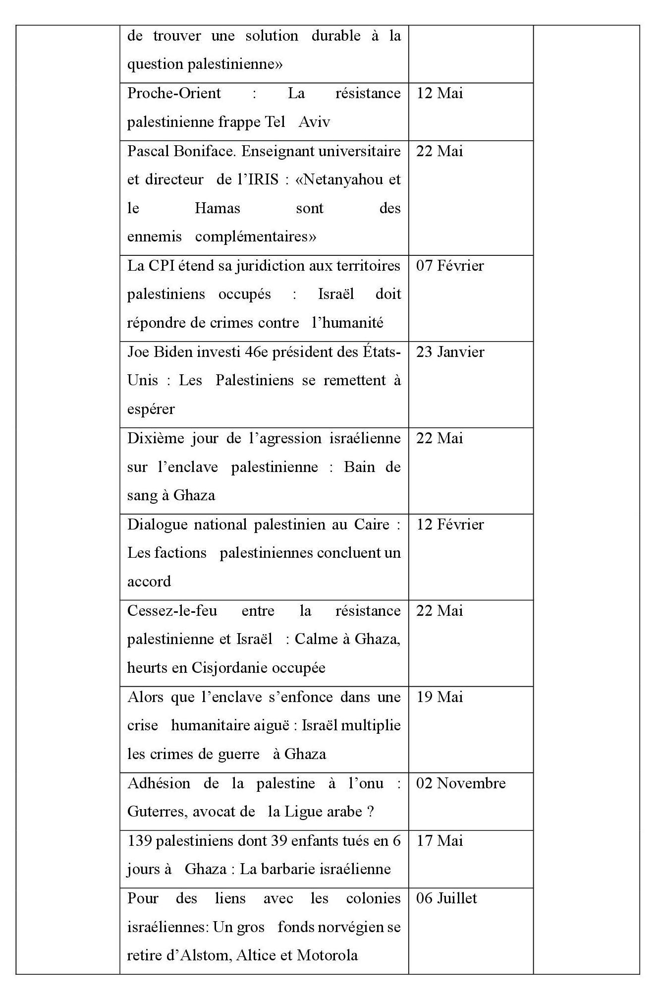 de trouver une solution durable à la
question palestinienne»
Proche-Orient : La résistance 12 Mai
palestinienne frappe Tel Aviv
Pascal Boniface. Enseignant universitaire 22 Mai
et directeur de l’IRIS : «Netanyahou et
le Hamas sont des
ennemis complémentaires»
La CPI étend sa juridiction aux territoires 07 Février
palestiniens occupés : Israël doit
répondre de crimes contre l’humanité
Joe Biden investi 46e président des États- 23 Janvier
Unis : Les Palestiniens se remettent à
espérer
Dixième jour de l’agression israélienne 22 Mai
sur l’enclave palestinienne : Bain de
sang à Ghaza
Dialogue national palestinien au Caire : 12 Février
Les factions palestiniennes concluent un
accord
Cessez-le-feu entre la résistance 22 Mai
palestinienne et Israël : Calme à Ghaza,
heurts en Cisjordanie occupée
Alors que l’enclave s’enfonce dans une 19 Mai
crise humanitaire aiguë : Israël multiplie
les crimes de guerre à Ghaza
Adhésion de la palestine à l’onu : 02 Novembre
Guterres, avocat de la Ligue arabe ?
139 palestiniens dont 39 enfants tués en 6 17 Mai
jours à Ghaza : La barbarie israélienne
Pour des liens avec les colonies 06 Juillet
israéliennes: Un gros fonds norvégien se
retire d’Alstom, Altice et Motorola